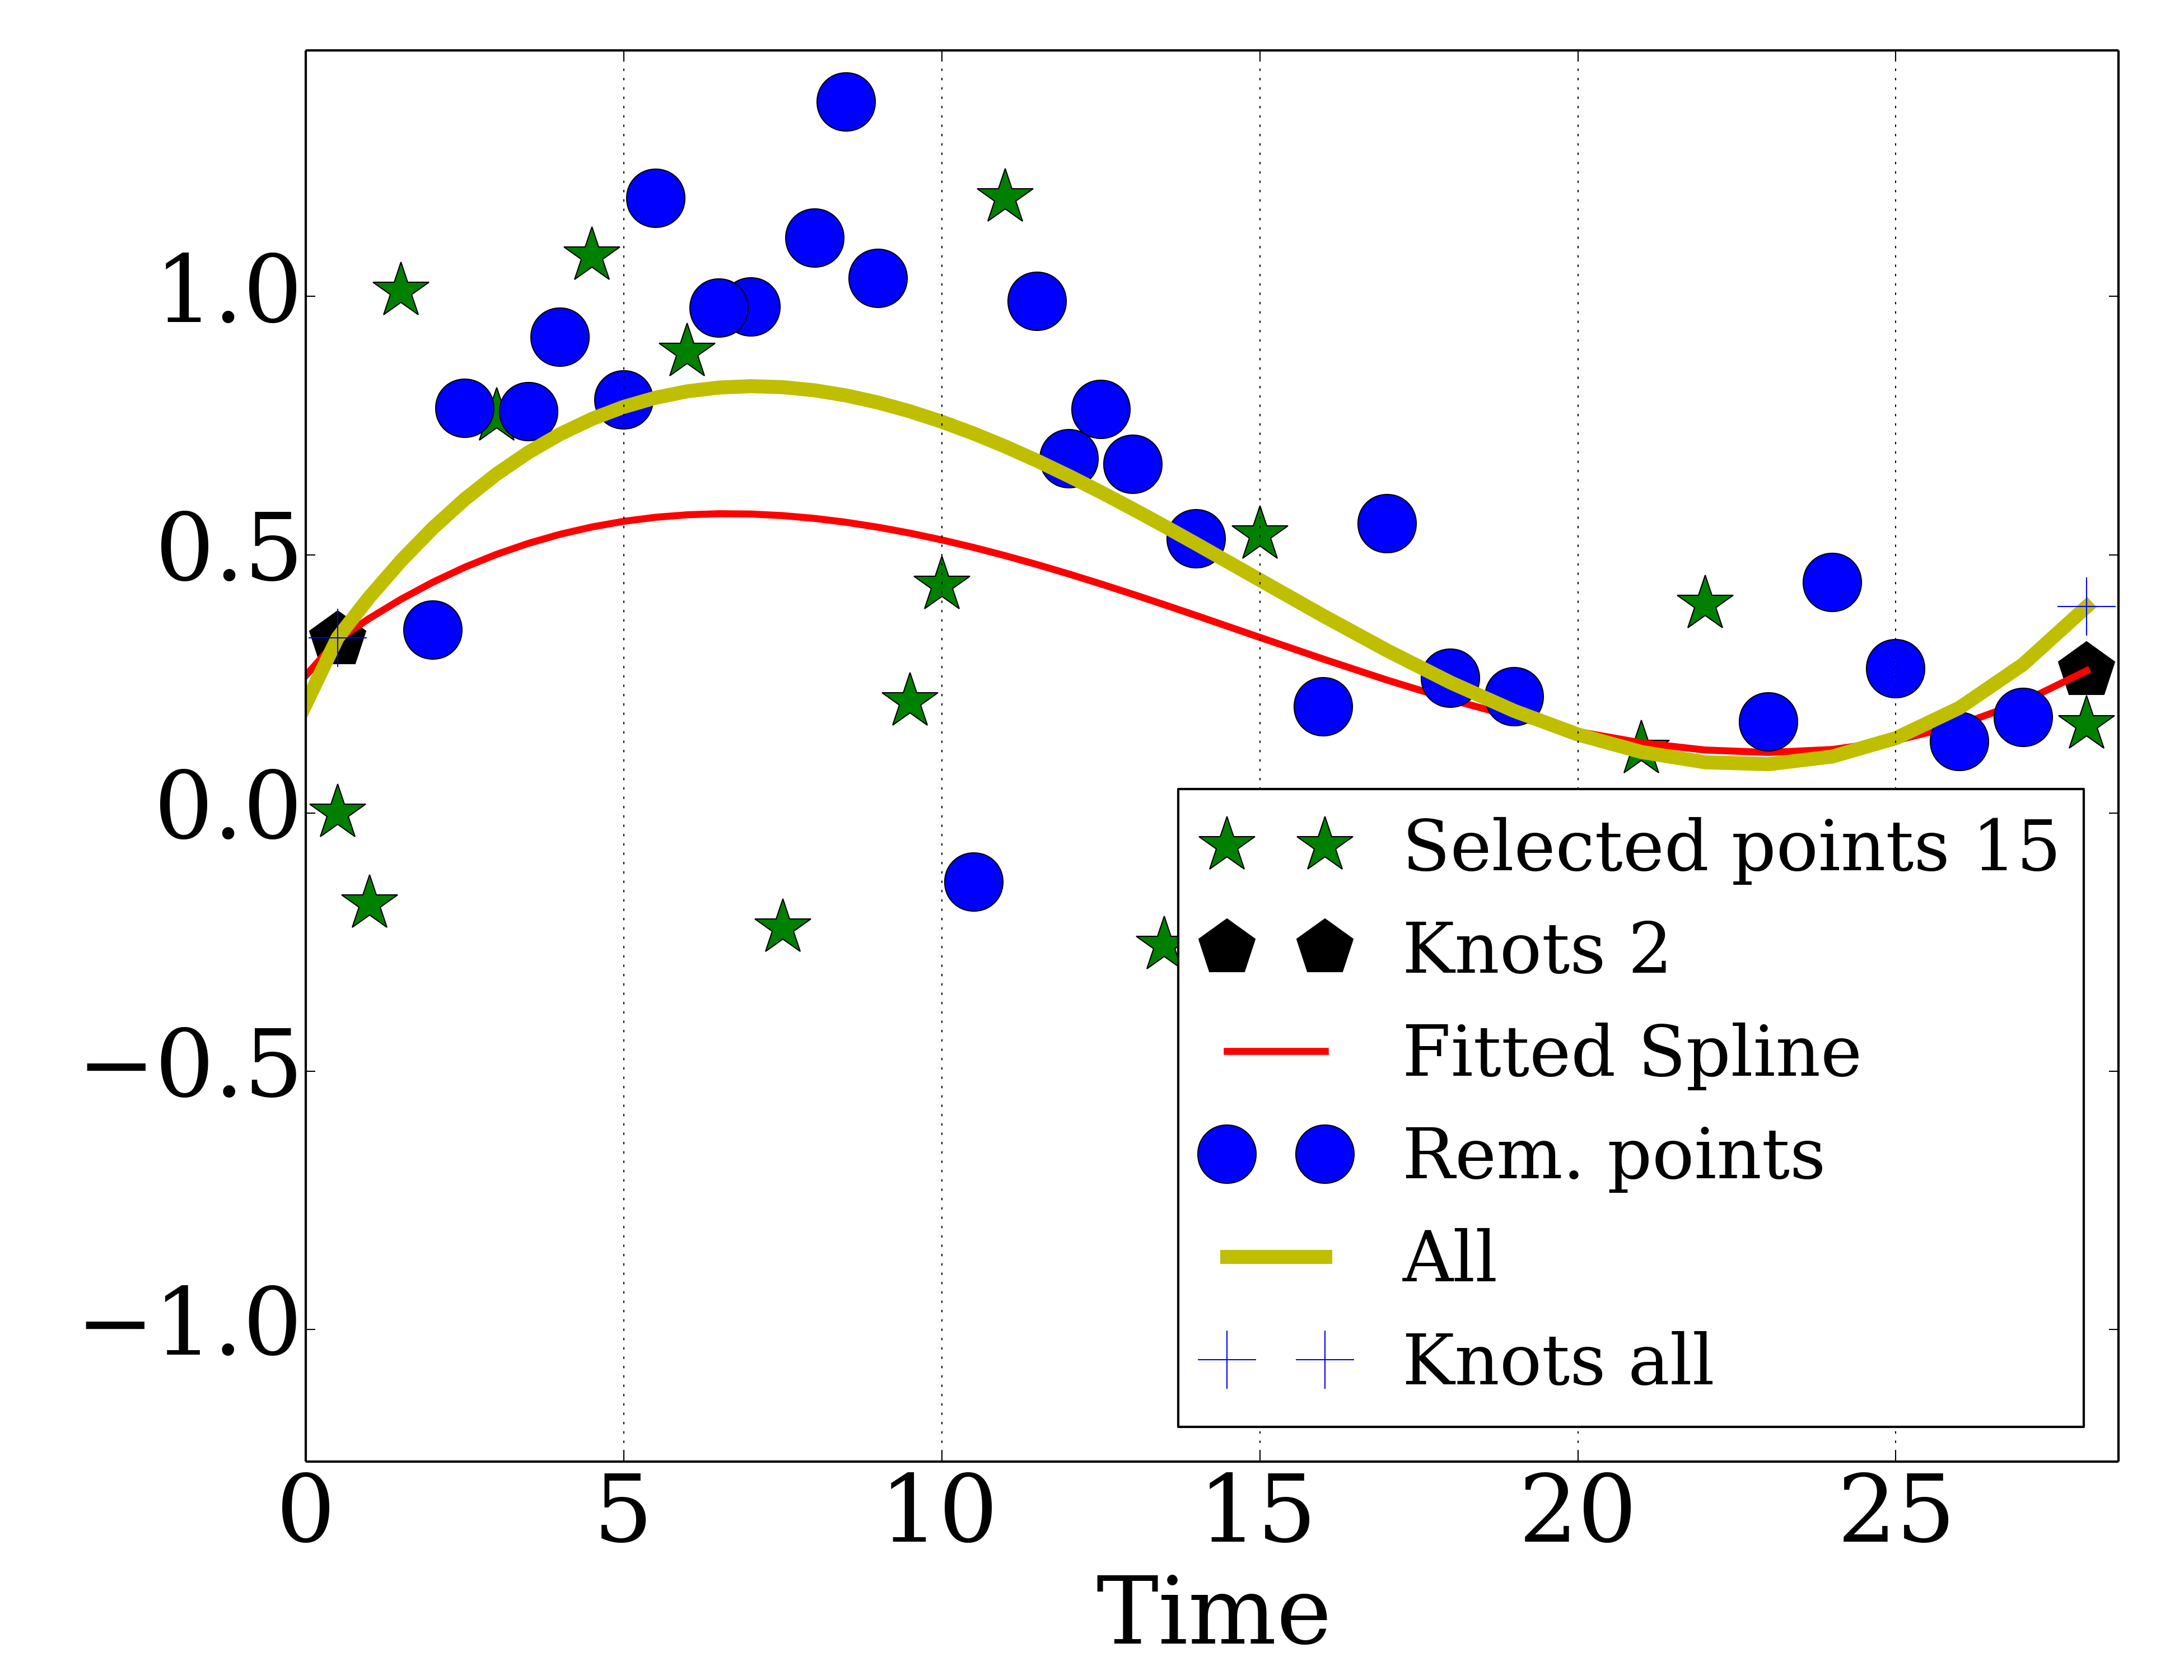 1.0
0.5
0.0
−0.5
−1.0
0 5 10 15 20 25
Time
Selected points 15
Knots 2
Fitted Spline
Rem. points
All
Knots all